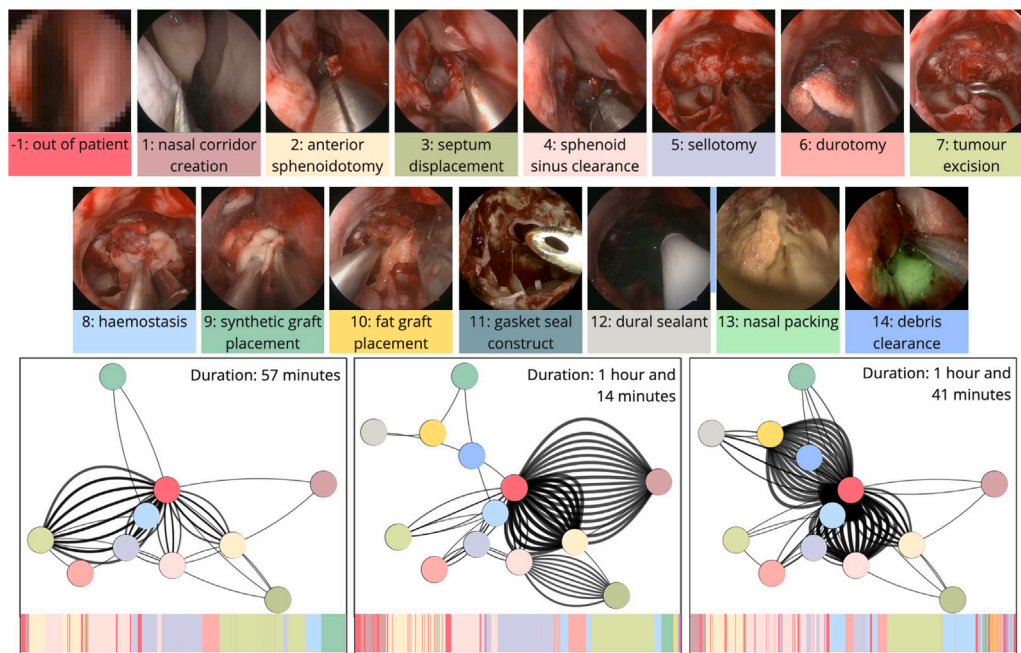 -1: out of patient
1: nasal corridor
creation
2: anterior
sphenoidotomy
3: septum
displacement
4: sphenoid
sinus clearance
5: sellotomy
6: durotomy
7: tumour
excision
8: haemostasis
9: synthetic graft
placement
10: fat graft
placement
11: gasket seal
construct
12: dural sealant
13: nasal packing
14: debris
clearance
Duration: 57 minutes
Duration: 1 hour and
14 minutes
Duration: 1 hour and
41 minutes